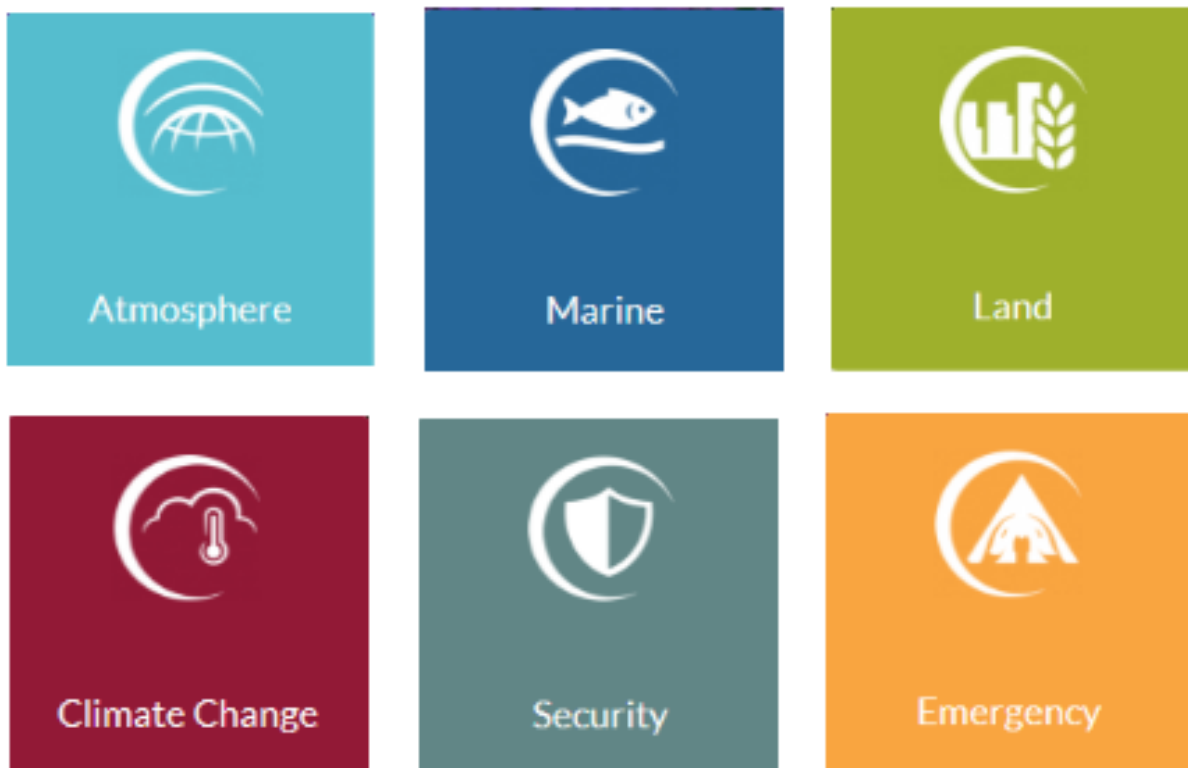 Atmosphere
Marine
Land
Climate Change
Security
Emergency